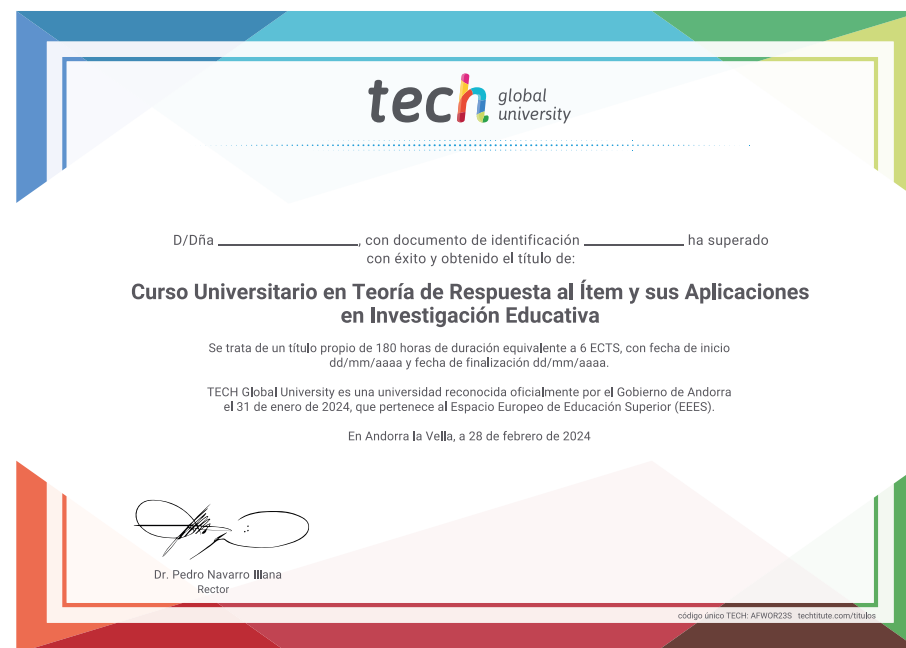 tech global university
D/Dña ____________________, con documento de identificación ______________ ha superado
con éxito y obtenido el título de:
Curso Universitario en Teoría de Respuesta al Ítem y sus Aplicaciones
en Investigación Educativa
Se trata de un título propio de 180 horas de duración equivalente a 6 ECTS, con fecha de inicio
dd/mm/aaaa y fecha de finalización dd/mm/aaaa.
TECH Global University es una universidad reconocida oficialmente por el Gobierno de Andorra
el 31 de enero de 2024, que pertenece al Espacio Europeo de Educación Superior (EEES).
En Andorra la Vella, a 28 de febrero de 2024
Dr. Pedro Navarro Illana
Rector
código único TECH: AFWOR23S techtitute.com/titulos